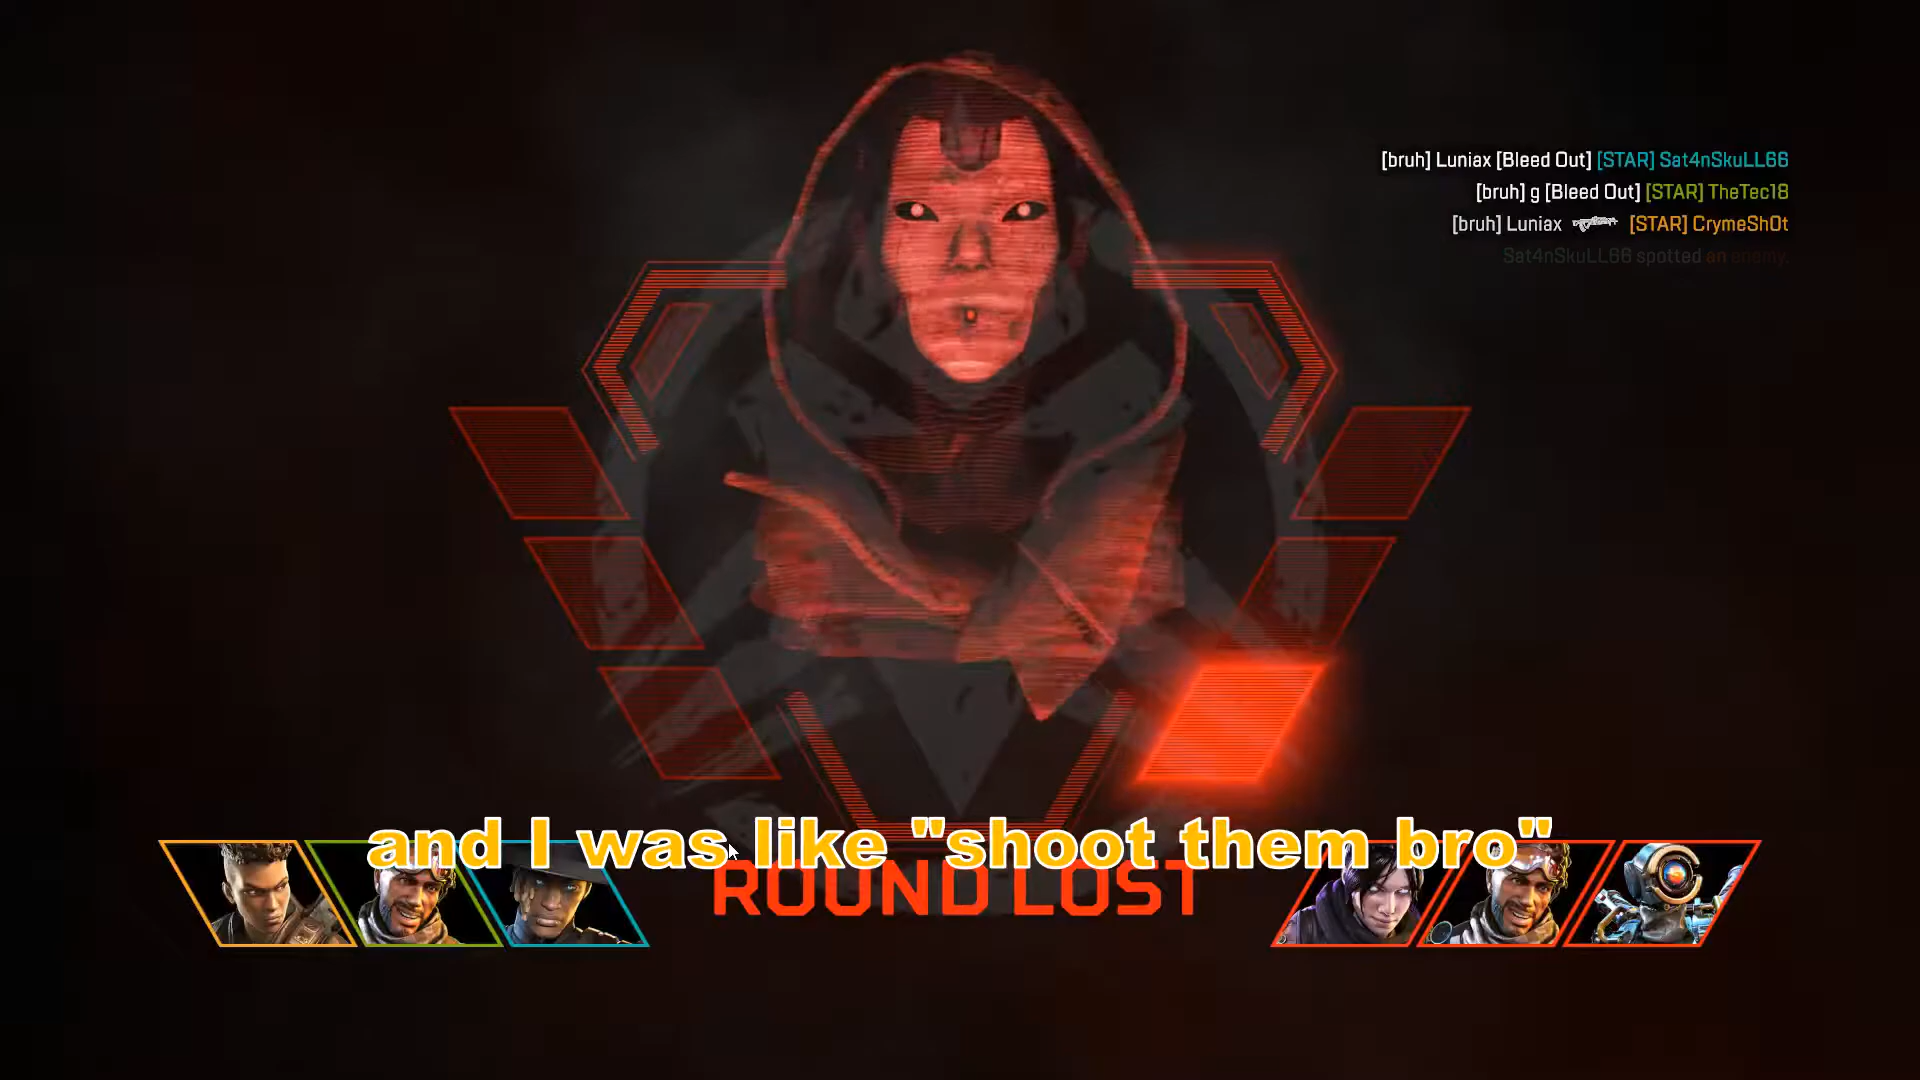 [bruh] Luniax [Bleed Out] [STAR] Sat4nSkuLL66
[bruh] g [Bleed Out] [STAR] TheTec18
[bruh] Luniax [STAR] CrymeSh0t
Sat4nSkuLL66 spotted an enemy.
and I was like "shoot them bro"
ROUND LOST